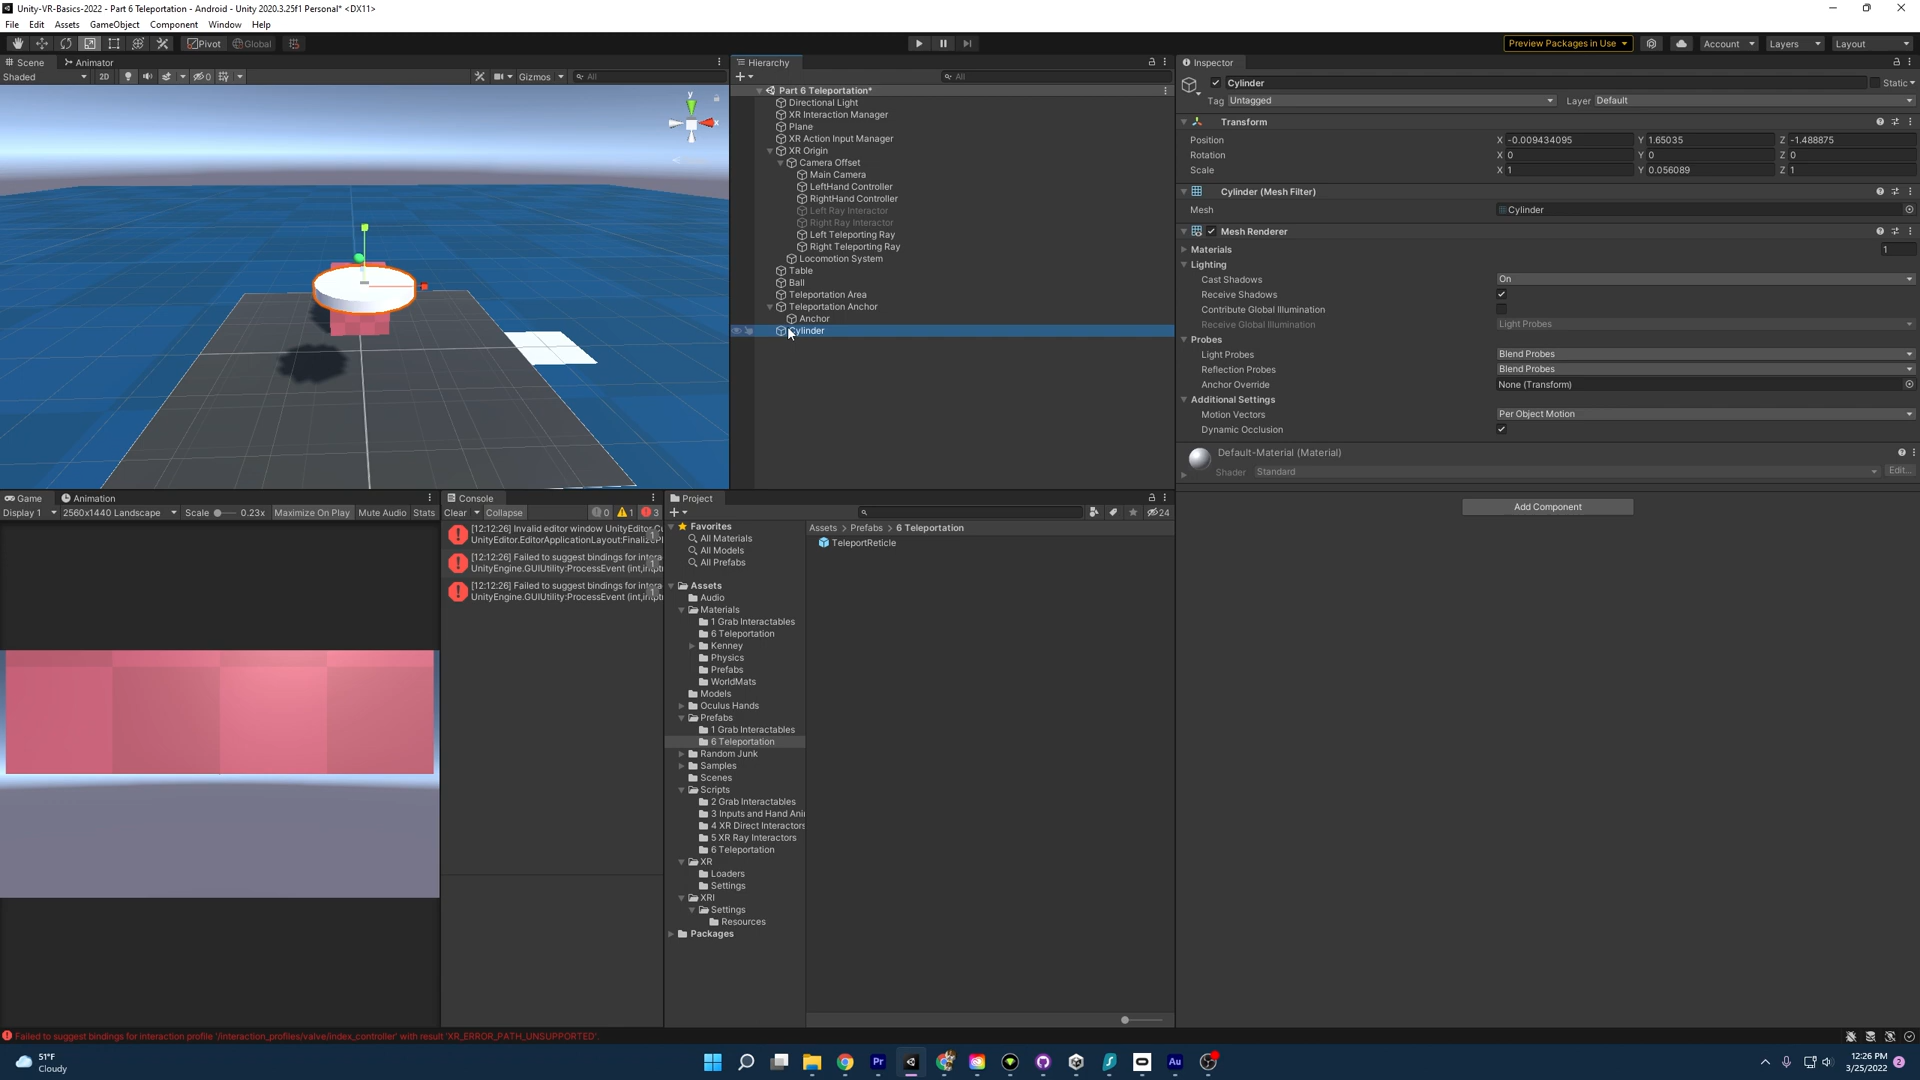 Unity-VR-Basics-2022 - Part 6 Teleportation - Android - Unity 2020.3.25f1 Personal* <DX11>
File Edit Assets GameObject Component Window Help
Pivot Global Preview Packages in Use Account Layers Layout
Scene Animator
Shaded 2D 0 Gizmos All
y
x
Hierarchy
All
Part 6 Teleportation*
Directional Light
XR Interaction Manager
Plane
XR Action Input Manager
XR Origin
Camera Offset
Main Camera
LeftHand Controller
RightHand Controller
Left Ray Interactor
Right Ray Interactor
Left Teleporting Ray
Right Teleporting Ray
Locomotion System
Table
Ball
Teleportation Area
Teleportation Anchor
Anchor
Cylinder
Inspector
Cylinder Static
Tag Untagged Layer Default
Transform
Position X -0.009434095 Y 1.65035 Z -1.488875
Rotation X 0 Y 0 Z 0
Scale X 1 Y 0.056089 Z 1
Cylinder (Mesh Filter)
Mesh Cylinder
Mesh Renderer
Materials 1
Lighting
Cast Shadows On
Receive Shadows
Contribute Global Illumination
Receive Global Illumination Light Probes
Probes
Light Probes Blend Probes
Reflection Probes Blend Probes
Anchor Override None (Transform)
Additional Settings
Motion Vectors Per Object Motion
Dynamic Occlusion
Default-Material (Material)
Shader Standard Edit...
Add Component
Game Animation
Display 1 2560x1440 Landscape Scale 0.23x Maximize On Play Mute Audio Stats
Console
Clear Collapse 0 1 3
[12:12:26] Invalid editor window UnityEditor.
UnityEditor.EditorApplicationLayout:
1
[12:12:26] Failed to suggest bindings for intera
UnityEngine.GUIUtility:ProcessEvent (int,intptr
1
[12:12:26] Failed to suggest bindings for intera
UnityEngine.GUIUtility:ProcessEvent (int,intptr
1
Project
24
Favorites
All Materials
All Models
All Prefabs
Assets
Audio
Materials
1 Grab Interactables
6 Teleportation
Kenney
Physics
Prefabs
WorldMats
Models
Oculus Hands
Prefabs
1 Grab Interactables
6 Teleportation
Random Junk
Samples
Scenes
Scripts
2 Grab Interactables
3 Inputs and Hand Ani
4 XR Direct Interactors
5 XR Ray Interactors
6 Teleportation
XR
Loaders
Settings
XRI
Settings
Resources
Packages
Assets > Prefabs > 6 Teleportation
TeleportReticle
Failed to suggest bindings for interaction profile '/interaction_profiles/valve/index_controller' with result 'XR_ERROR_PATH_UNSUPPORTED'.
51°F
Cloudy
Pr
Au
12:26 PM
3/25/2022
2